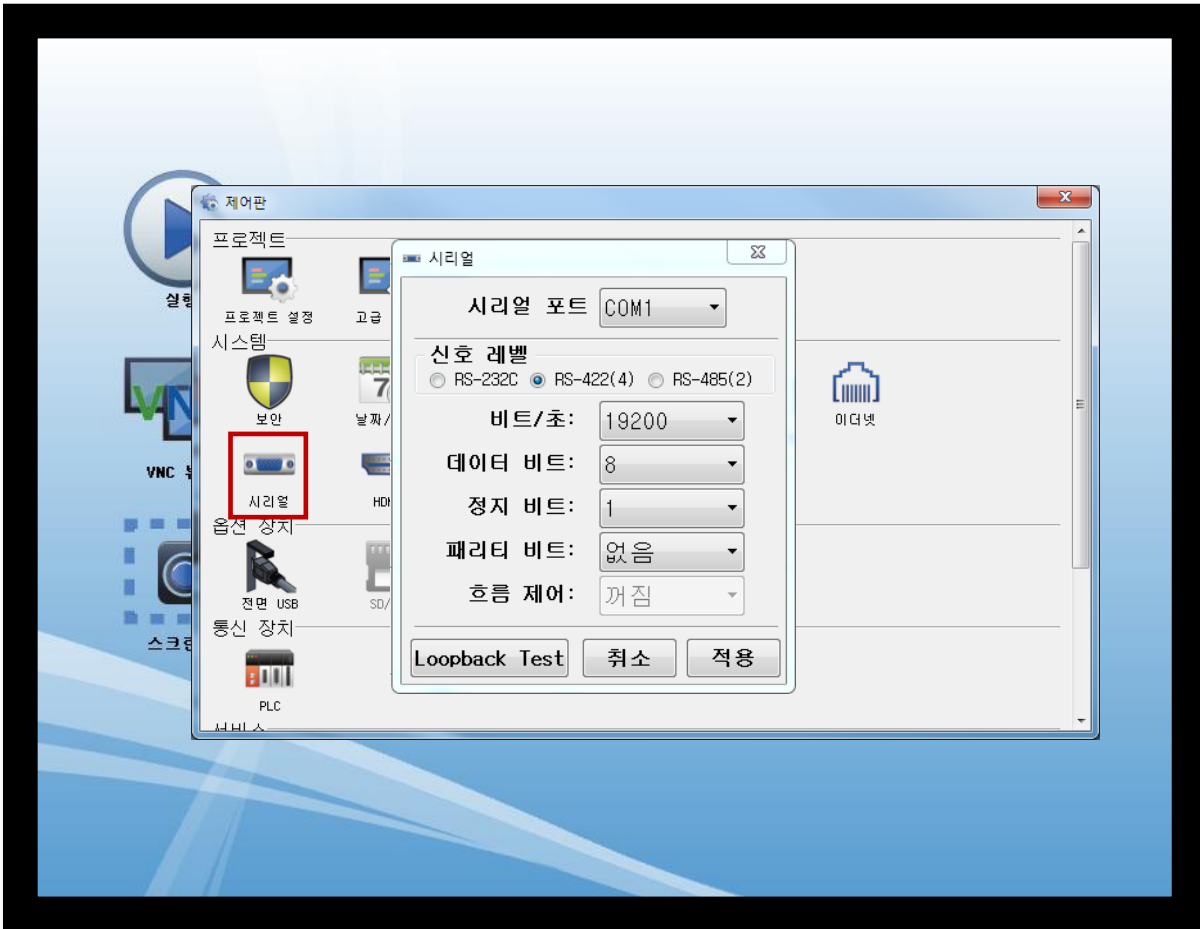 제어판
프로젝트
프로젝트 설정
고급
시스템
보안
날짜/
이더넷
시리얼
옵션 장치
전면 USB
SD/
통신 장치
PLC
서비스
VNC
시리얼
시리얼 포트 COM1
신호 레벨
RS-232C RS-422(4) RS-485(2)
비트/초: 19200
데이터 비트: 8
정지 비트: 1
패리티 비트: 없음
흐름 제어: 꺼짐
Loopback Test 취소 적용